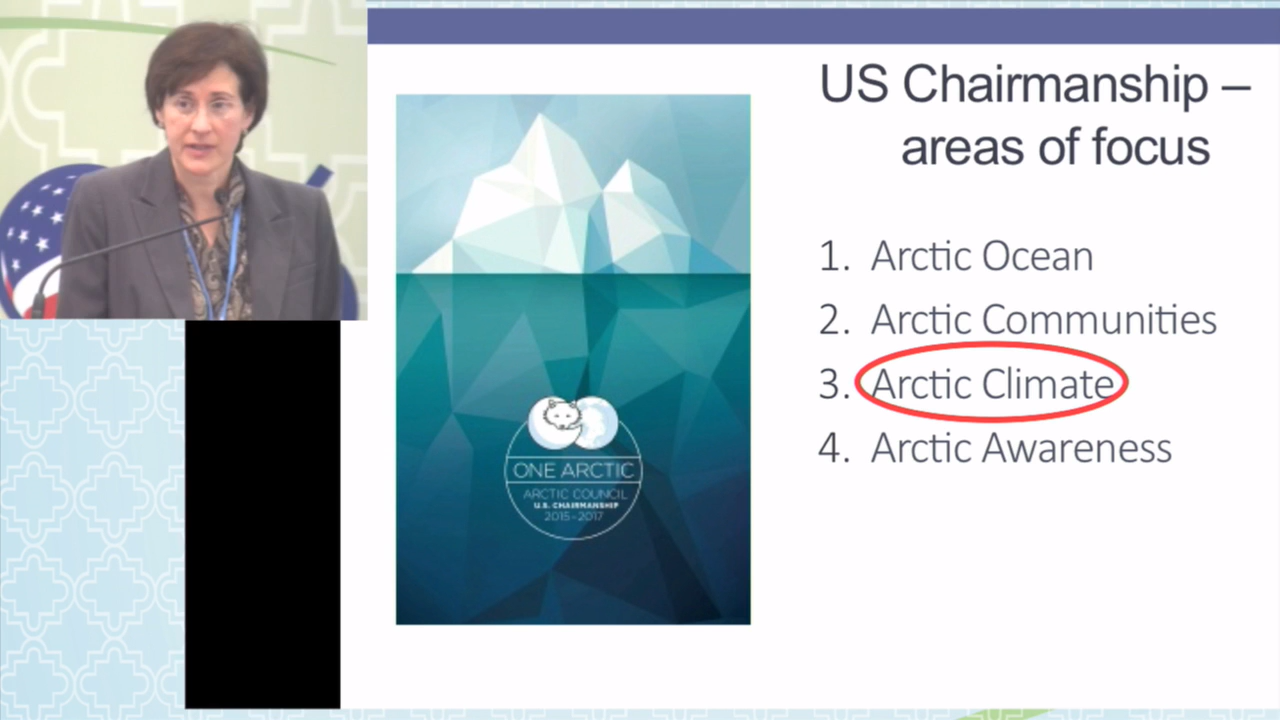 US Chairmanship –
areas of focus
1. Arctic Ocean
2. Arctic Communities
3. Arctic Climate
4. Arctic Awareness
ONE ARCTIC
ARCTIC COUNCIL
U.S. CHAIRMANSHIP
2015–2017